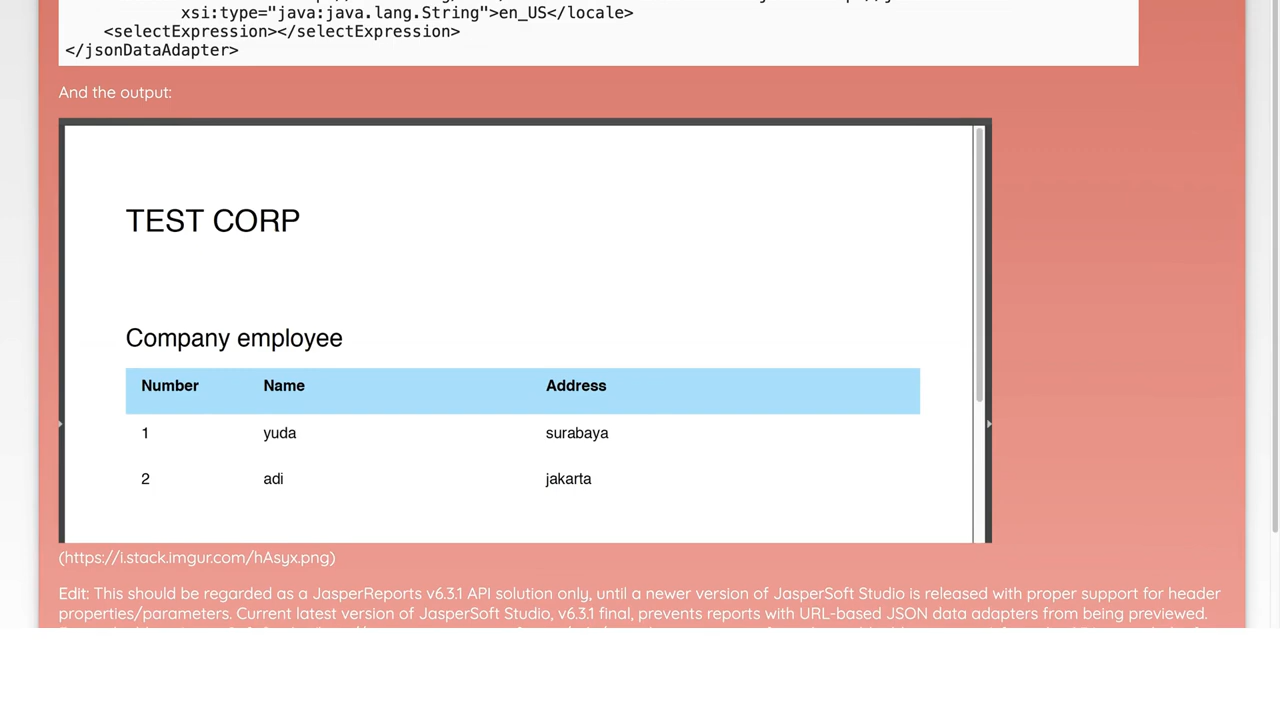 xsi:type="java:java.lang.String">en_US</locale>
<selectExpression></selectExpression>
</jsonDataAdapter>
And the output:
TEST CORP
Company employee
Number Name Address
1 yuda surabaya
2 adi jakarta
(https://i.stack.imgur.com/hAsyx.png)
Edit: This should be regarded as a JasperReports v6.3.1 API solution only, until a newer version of JasperSoft Studio is released with proper support for header
properties/parameters. Current latest version of JasperSoft Studio, v6.3.1 final, prevents reports with URL-based JSON data adapters from being previewed.